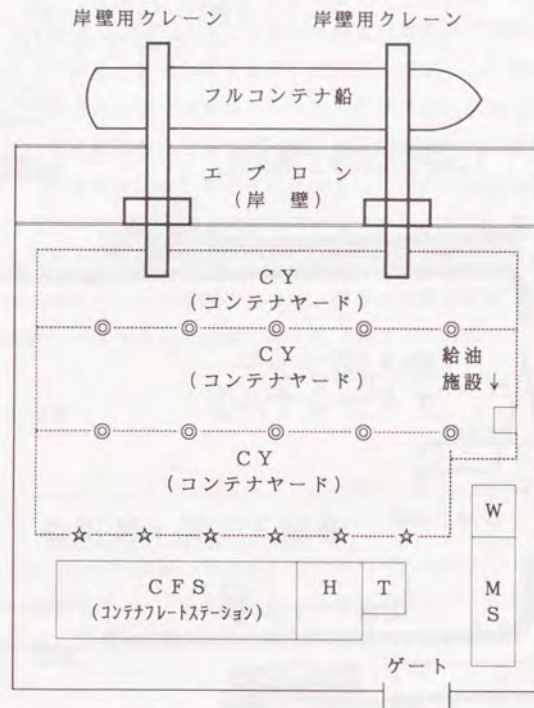 岸壁用クレーン 岸壁用クレーン
フルコンテナ船
エプロン
(岸壁)
CY
(コンテナヤード)
CY
(コンテナヤード)
給油
施設↓
CY
(コンテナヤード)
W
CFS
(コンテナフレートステーション)
H
T
MS
ゲート